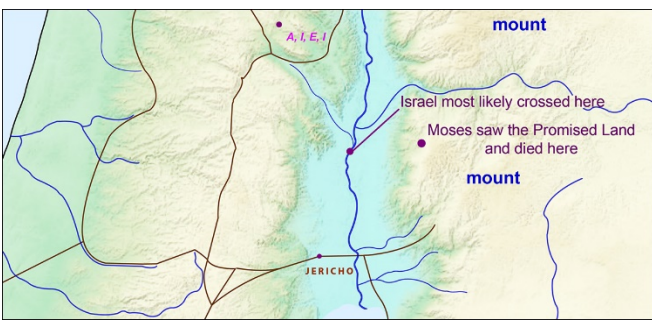 mount
A, I, E, I
Israel most likely crossed here
Moses saw the Promised Land
and died here
mount
JERICHO